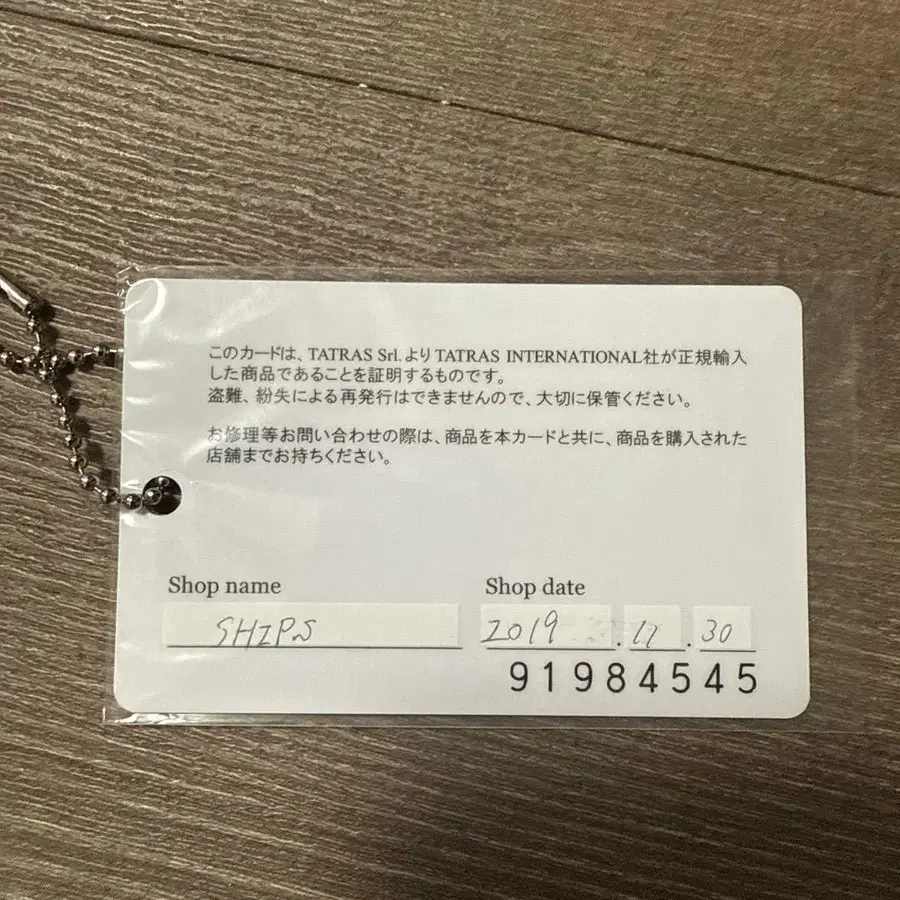 このカードは、TATRAS Srl.よりTATRAS INTERNATIONAL社が正規輸入
した商品であることを証明するものです。
盗難、紛失による再発行はできませんので、大切に保管ください。
お修理等お問い合わせの際は、商品を本カードと共に、商品を購入された
店舗までお持ちください。
Shop name Shop date
SHIPS 2019.11.30
91984545